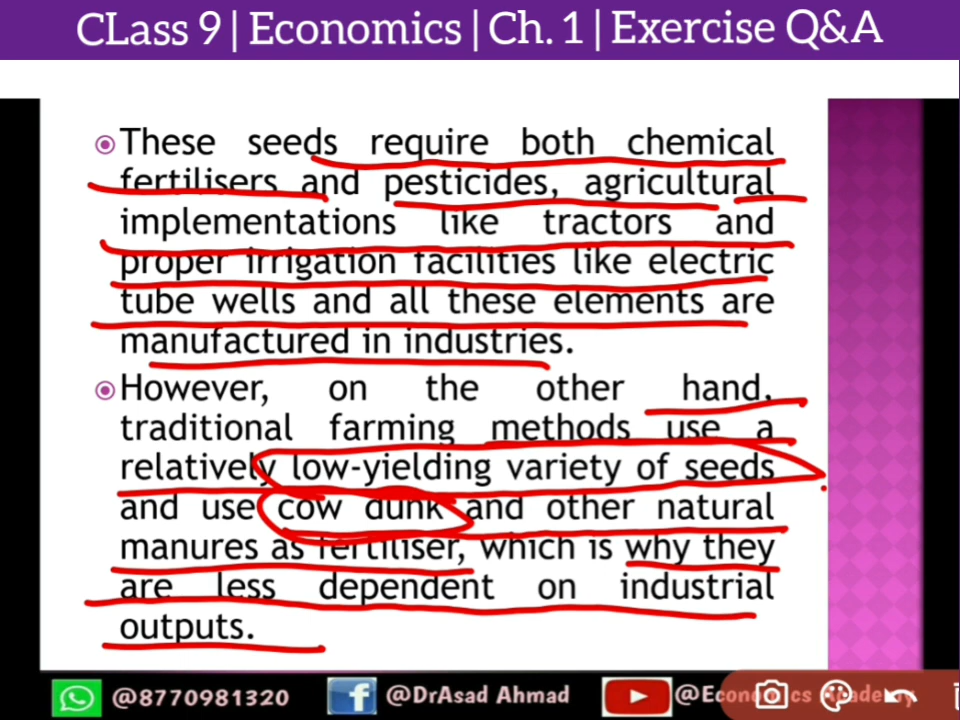 CLass 9 | Economics | Ch. 1 | Exercise Q&A
These seeds require both chemical
fertilisers and pesticides, agricultural
implementations like tractors and
proper irrigation facilities like electric
tube wells and all these elements are
manufactured in industries.
However, on the other hand,
traditional farming methods use a
relatively low-yielding variety of seeds
and use cow dunk and other natural
manures as fertiliser, which is why they
are less dependent on industrial
outputs.
@8770981320 @DrAsad Ahmad @Economics Academy